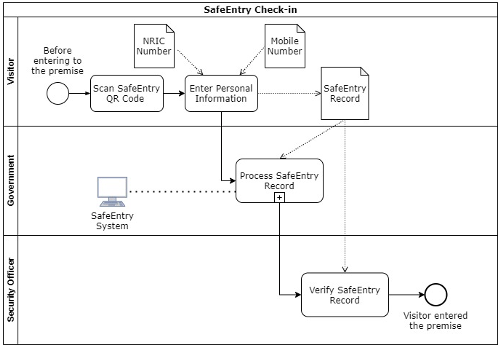 SafeEntry Check-in
Visitor
Before
entering to
the premise
NRIC
Number
Mobile
Number
Scan SafeEntry
QR Code
Enter Personal
Information
SafeEntry
Record
Government
Process SafeEntry
Record
SafeEntry
System
Security Officer
Verify SafeEntry
Record
Visitor entered
the premise